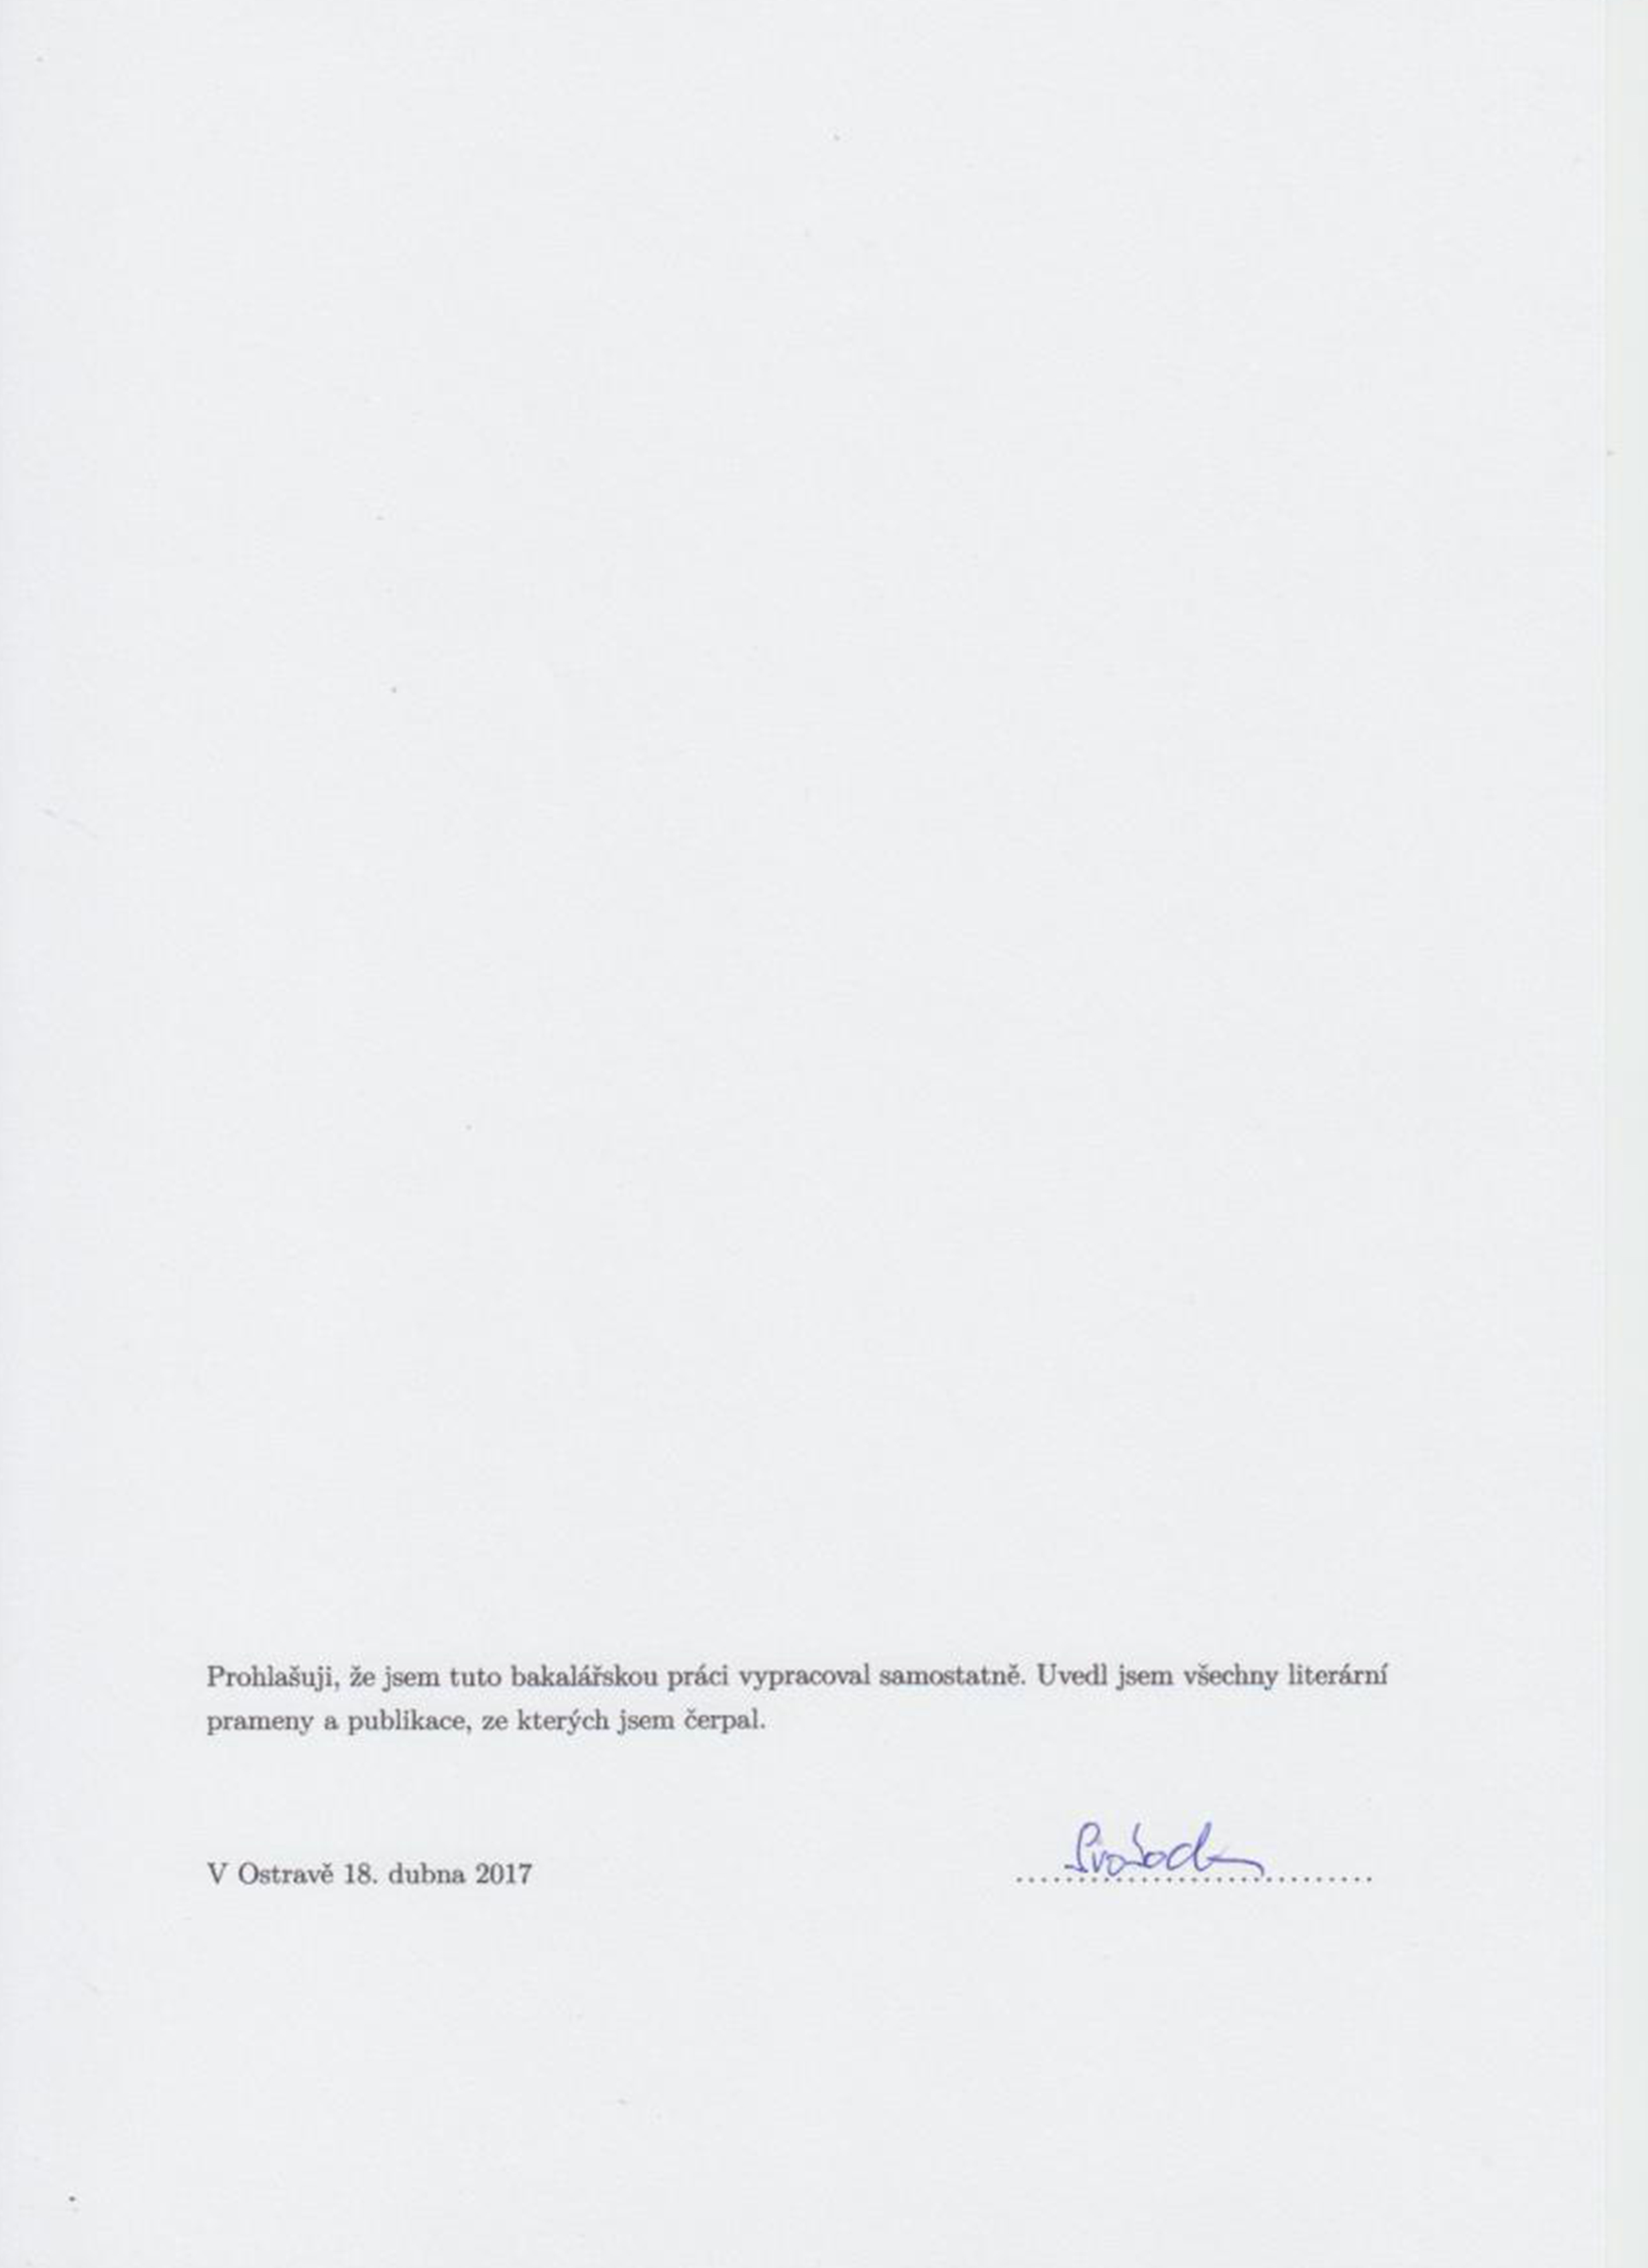 Prohlašuji, že jsem tuto bakalářskou práci vypracoval samostatně. Uvedl jsem všechny literární
prameny a publikace, ze kterých jsem čerpal.
V Ostravě 18. dubna 2017
Svoboda